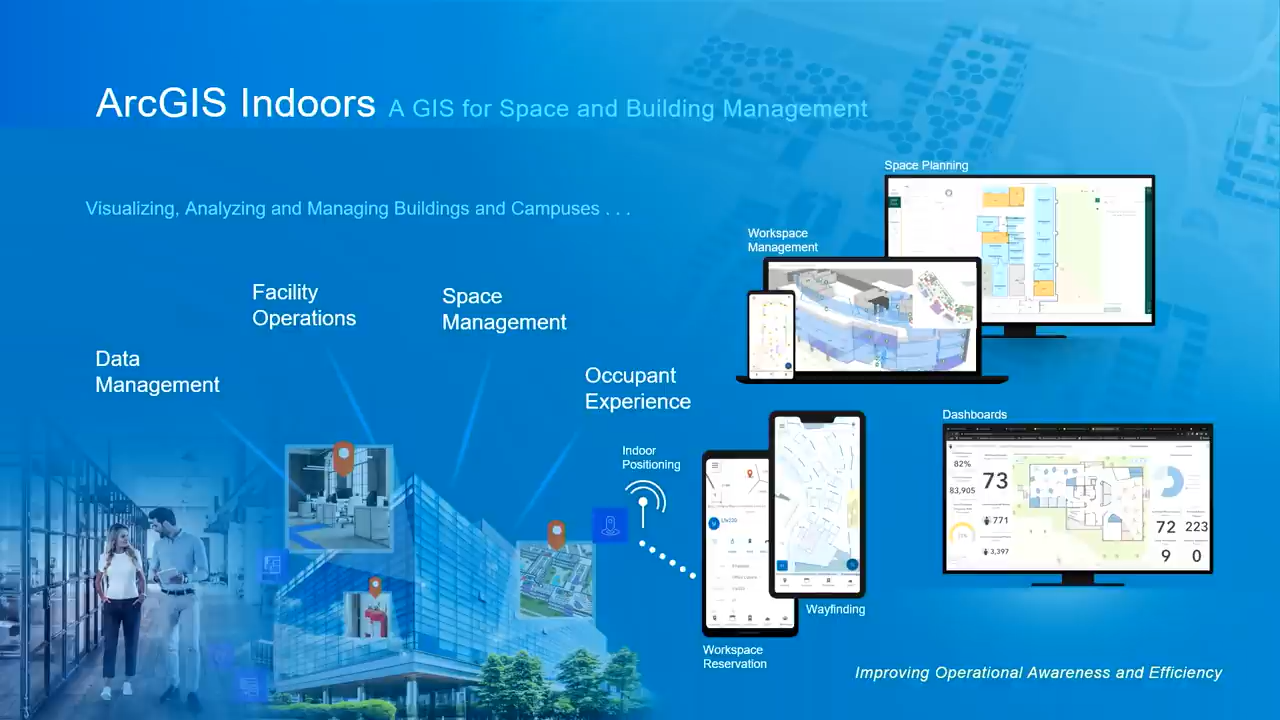 ArcGIS Indoors A GIS for Space and Building Management
Visualizing, Analyzing and Managing Buildings and Campuses . . .
Data
Management
Facility
Operations
Space
Management
Occupant
Experience
Space Planning
Workspace
Management
Indoor
Positioning
Wayfinding
Workspace
Reservation
Dashboards
82%
73
83,905
771
3,397
72
223
9
0
Improving Operational Awareness and Efficiency